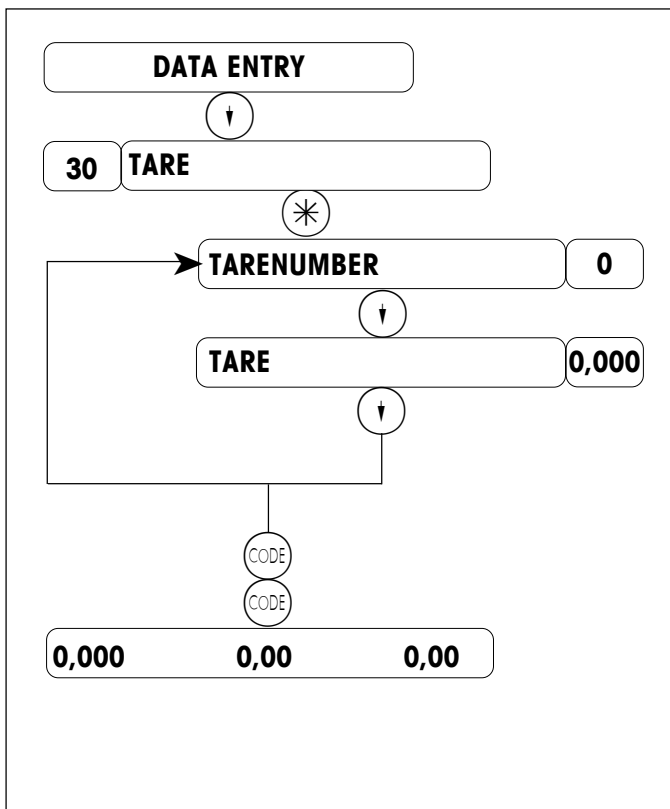 DATA ENTRY
30 TARE
TARENUMBER 0
TARE 0,000
CODE
CODE
0,000 0,00 0,00